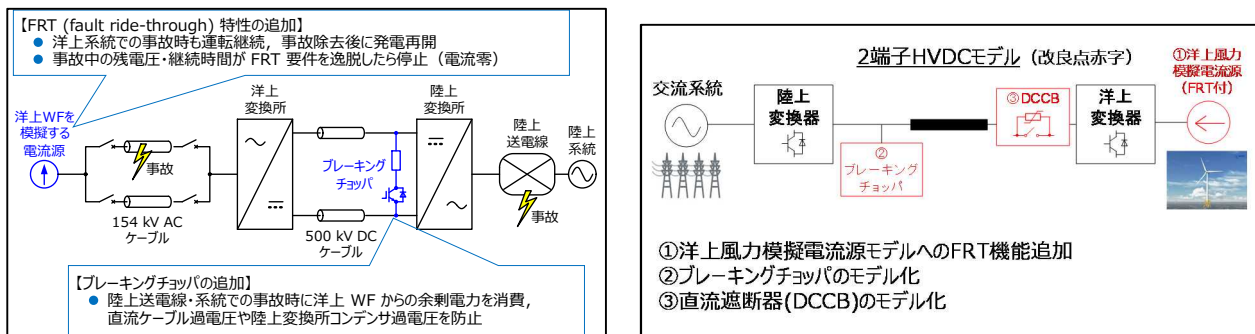 【FRT (fault ride-through) 特性の追加】
● 洋上系統での事故時も運転継続，事故除去後に発電再開
● 事故中の残電圧・継続時間が FRT 要件を逸脱したら停止（電流零）
洋上WFを
模擬する
電流源
事故
154 kV AC
ケーブル
洋上
変換所
500 kV DC
ケーブル
ブレーキング
チョッパ
陸上
変換所
陸上
送電線
事故
陸上
系統
【ブレーキングチョッパの追加】
● 陸上送電線・系統での事故時に洋上 WF からの余剰電力を消費，
直流ケーブル過電圧や陸上変換所コンデンサ過電圧を防止
2端子HVDCモデル (改良点赤字)
交流系統
陸上
変換器
②
ブレーキング
チョッパ
③DCCB
洋上
変換器
①洋上風力
模擬電流源
(FRT付)
①洋上風力模擬電流源モデルへのFRT機能追加
②ブレーキングチョッパのモデル化
③直流遮断器(DCCB)のモデル化